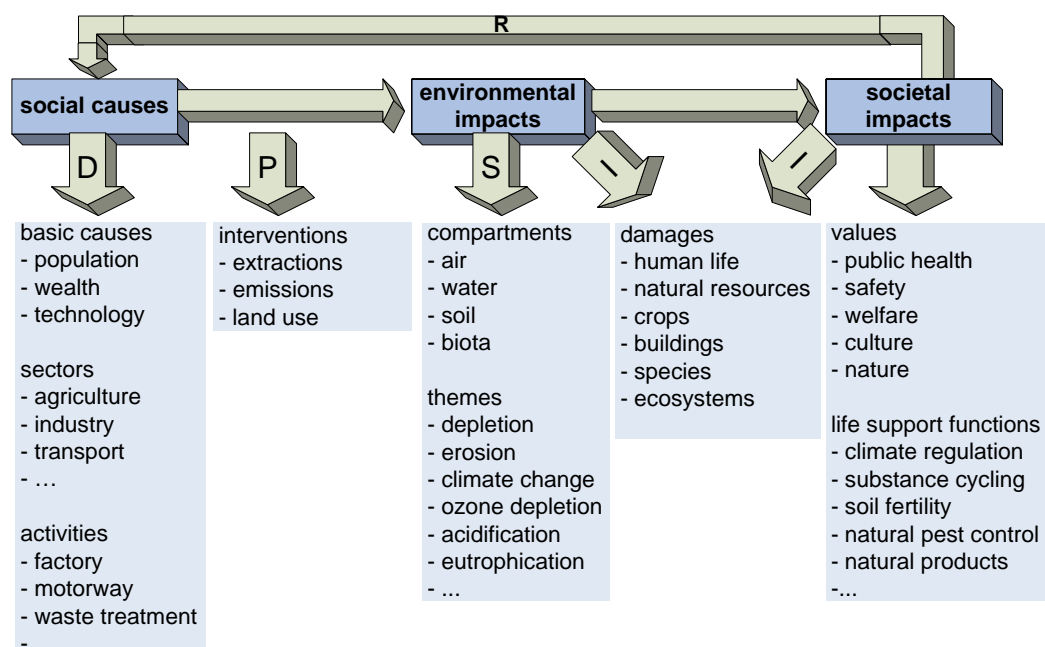 R
social causes
environmental
impacts
societal
impacts
D
P
S
I
I
basic causes
- population
- wealth
- technology
sectors
- agriculture
- industry
- transport
- …
activities
- factory
- motorway
- waste treatment
-
interventions
- extractions
- emissions
- land use
compartments
- air
- water
- soil
- biota
themes
- depletion
- erosion
- climate change
- ozone depletion
- acidification
- eutrophication
- ...
damages
- human life
- natural resources
- crops
- buildings
- species
- ecosystems
values
- public health
- safety
- welfare
- culture
- nature
life support functions
- climate regulation
- substance cycling
- soil fertility
- natural pest control
- natural products
-...